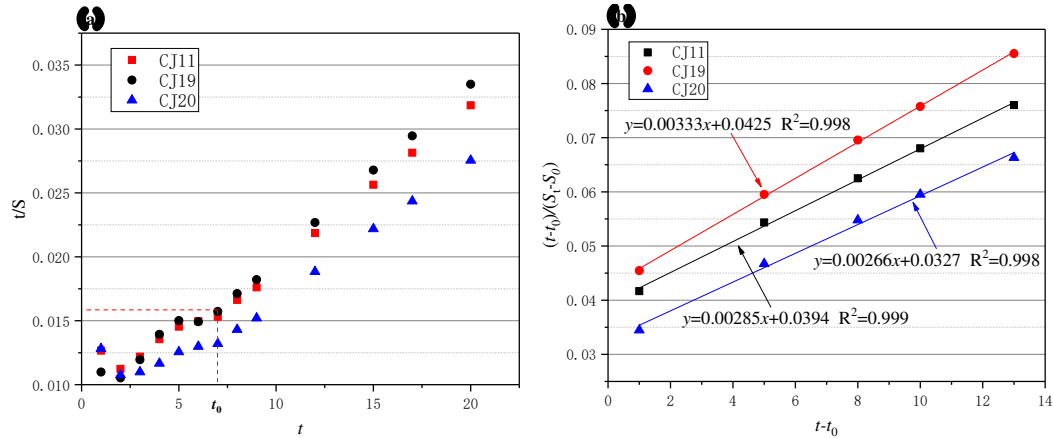 (a)
0.035
0.030
0.025
0.020
0.015
0.010
t/S
CJ11
CJ19
CJ20
0
5
t₀
10
15
20
t
(b)
0.09
0.08
0.07
0.06
0.05
0.04
0.03
(t-t₀)/(Sₜ-S₀)
CJ11
CJ19
CJ20
y=0.00333x+0.0425 R²=0.998
y=0.00266x+0.0327 R²=0.998
y=0.00285x+0.0394 R²=0.999
0 2 4 6 8 10 12 14
t-t₀